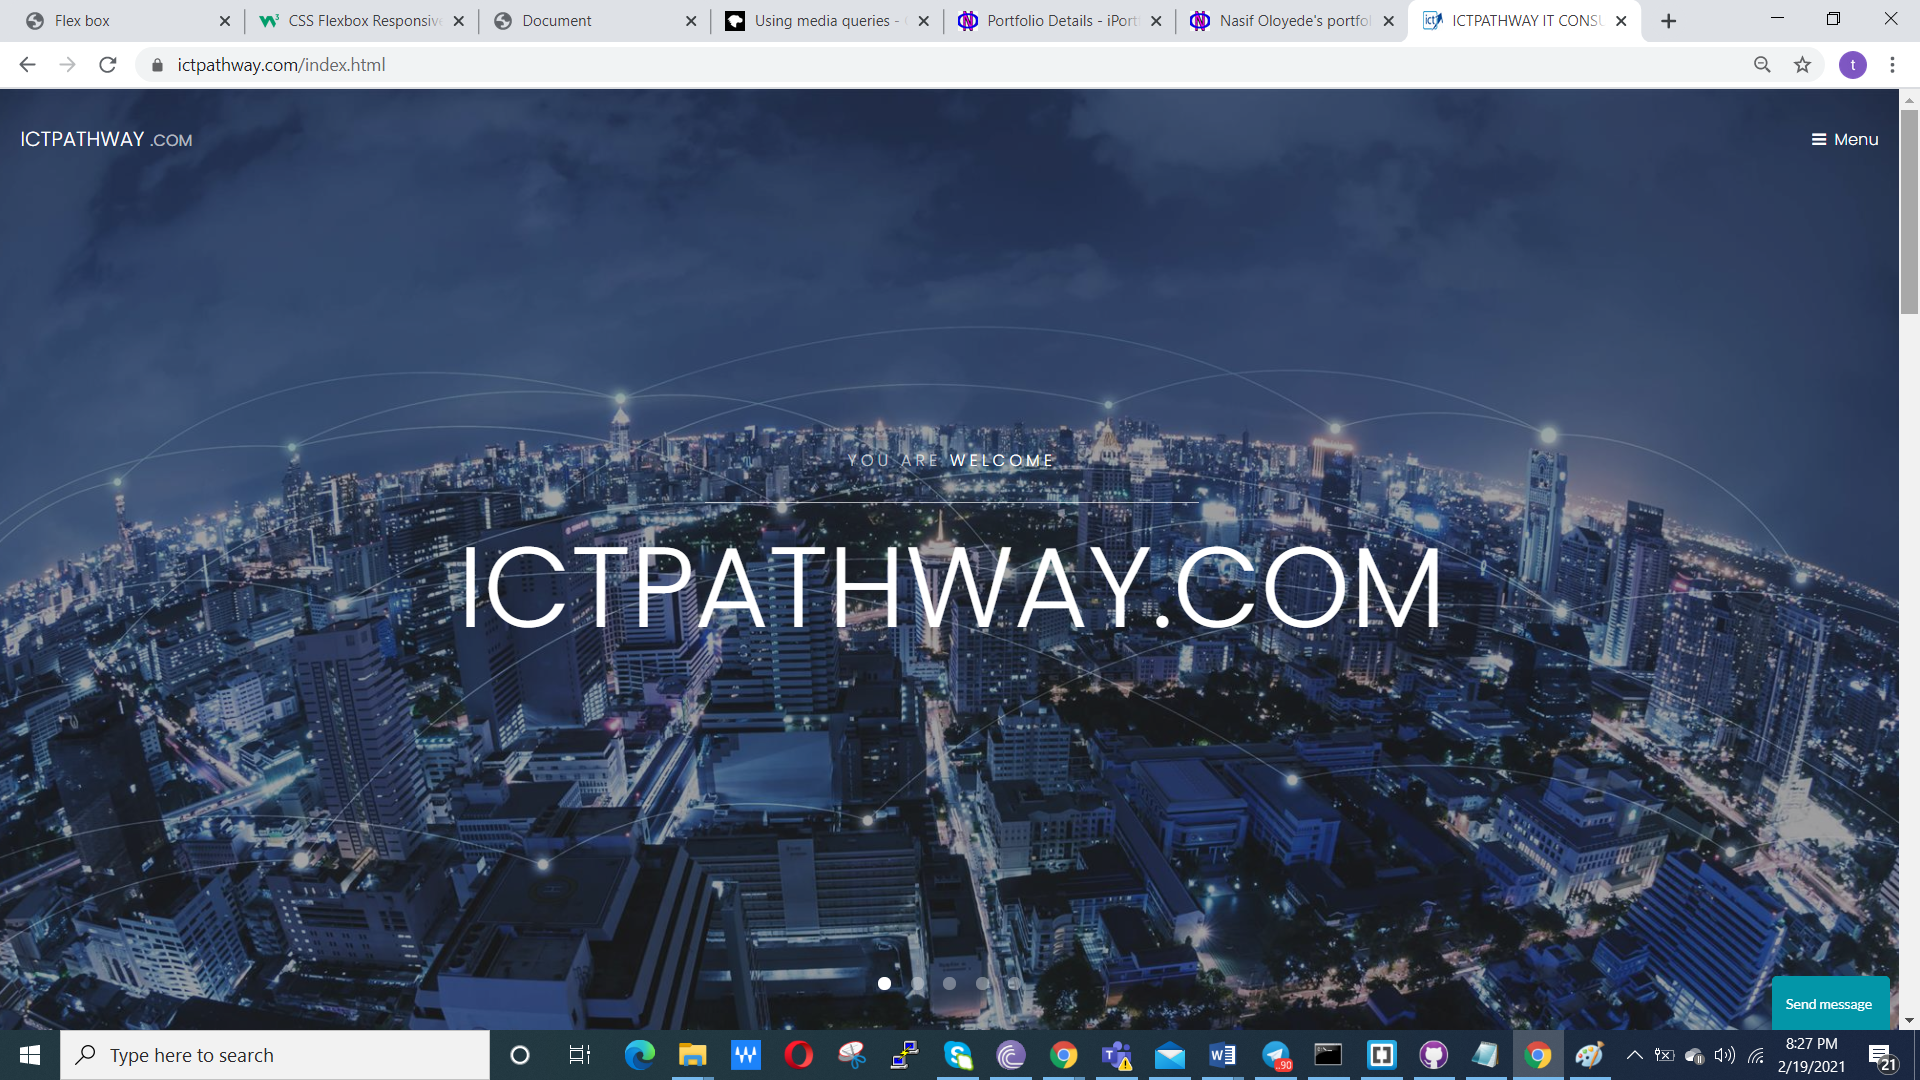 Flex box
CSS Flexbox Responsive
Document
Using media queries -
Portfolio Details - iPort
Nasif Oloyede's portfol
ICTPATHWAY IT CONSU
ictpathway.com/index.html
t
ICTPATHWAY .COM
Menu
YOU ARE WELCOME
ICTPATHWAY.COM
Send message
Type here to search
..90
8:27 PM
2/19/2021
21